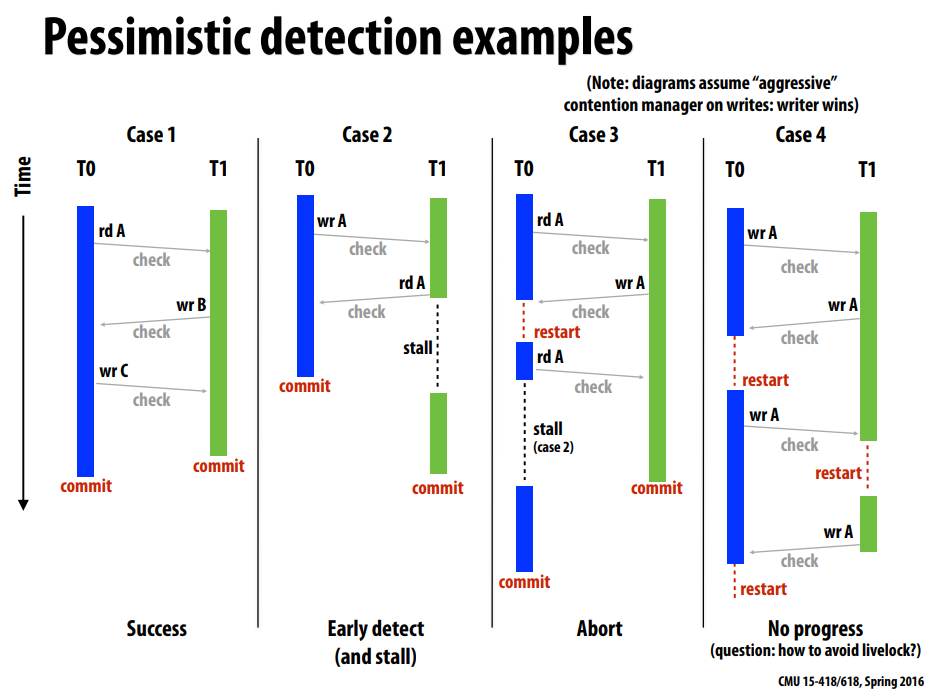 Pessimistic detection examples
(Note: diagrams assume “aggressive”
contention manager on writes: writer wins)
Time
Case 1
T0
T1
rd A
check
wr B
check
wr C
check
commit
commit
Success
Case 2
T0
T1
wr A
check
rd A
check
stall
commit
commit
Early detect
(and stall)
Case 3
T0
T1
rd A
check
wr A
check
restart
rd A
check
stall
(case 2)
commit
commit
Abort
Case 4
T0
T1
wr A
check
wr A
check
restart
wr A
check
restart
wr A
check
restart
No progress
(question: how to avoid livelock?)
CMU 15-418/618, Spring 2016